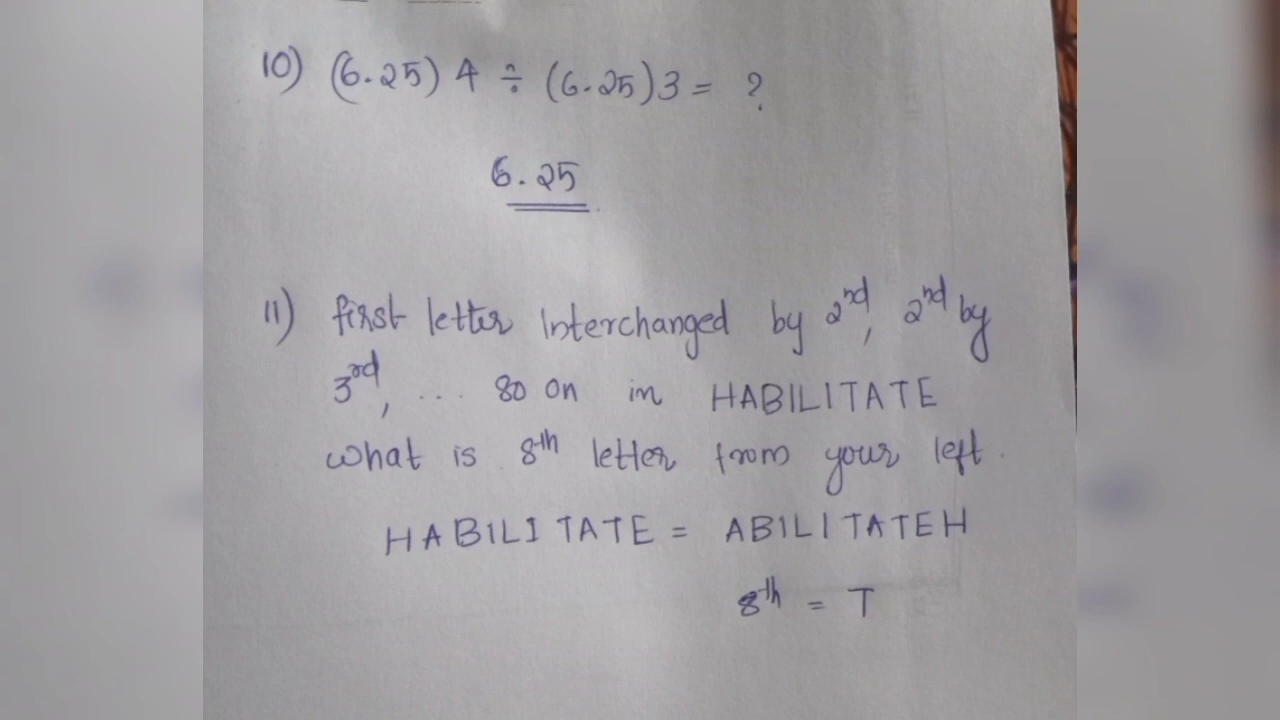 10) (6.25) 4 ÷ (6.25) 3 = ?
6.25
11) first letter Interchanged by 2nd, 2nd by
3rd, ... so on in HABILITATE
what is 8th letter from your left.
HABILITATE = ABILITATEH
8th = T